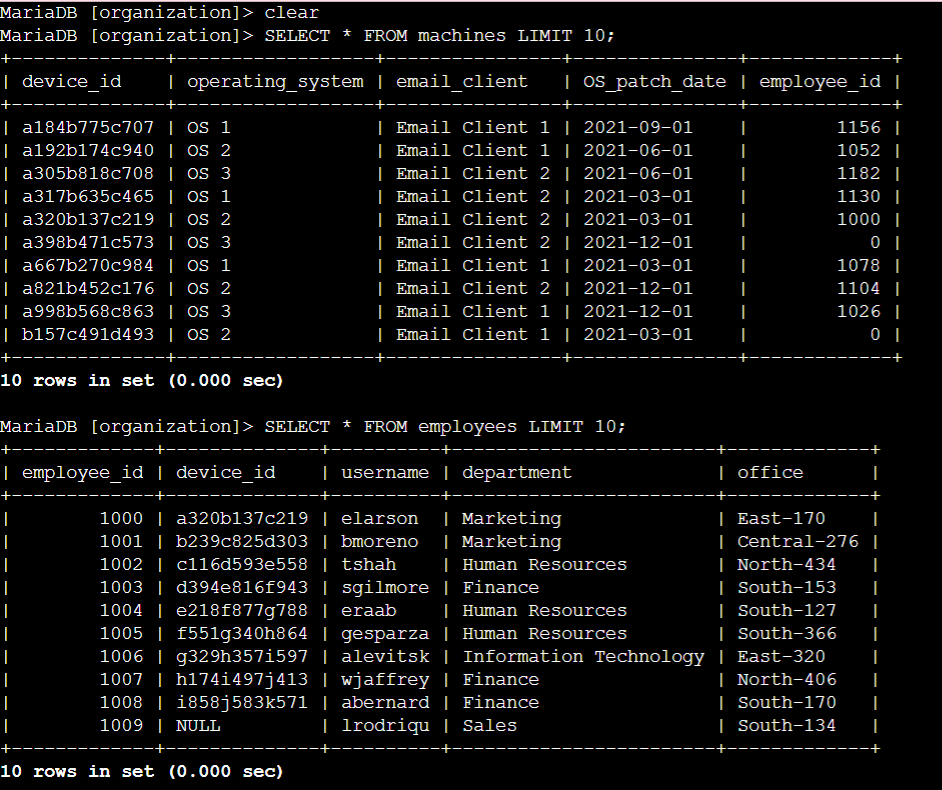 MariaDB [organization]> clear
MariaDB [organization]> SELECT * FROM machines LIMIT 10;
+--------------+------------------+----------------+---------------+-------------+
| device_id    | operating_system | email_client   | OS_patch_date | employee_id |
+--------------+------------------+----------------+---------------+-------------+
| a184b775c707 | OS 1             | Email Client 1 | 2021-09-01    |        1156 |
| a192b174c940 | OS 2             | Email Client 1 | 2021-06-01    |        1052 |
| a305b818c708 | OS 3             | Email Client 2 | 2021-06-01    |        1182 |
| a317b635c465 | OS 1             | Email Client 2 | 2021-03-01    |        1130 |
| a320b137c219 | OS 2             | Email Client 2 | 2021-03-01    |        1000 |
| a398b471c573 | OS 3             | Email Client 2 | 2021-12-01    |           0 |
| a667b270c984 | OS 1             | Email Client 1 | 2021-03-01    |        1078 |
| a821b452c176 | OS 2             | Email Client 2 | 2021-12-01    |        1104 |
| a998b568c863 | OS 3             | Email Client 1 | 2021-12-01    |        1026 |
| b157c491d493 | OS 2             | Email Client 1 | 2021-03-01    |           0 |
+--------------+------------------+----------------+---------------+-------------+
10 rows in set (0.000 sec)
MariaDB [organization]> SELECT * FROM employees LIMIT 10;
+-------------+--------------+----------+------------------------+-------------+
| employee_id | device_id    | username | department             | office      |
+-------------+--------------+----------+------------------------+-------------+
|        1000 | a320b137c219 | elarson  | Marketing              | East-170    |
|        1001 | b239c825d303 | bmoreno  | Marketing              | Central-276 |
|        1002 | c116d593e558 | tshah    | Human Resources        | North-434   |
|        1003 | d394e816f943 | sgilmore | Finance                | South-153   |
|        1004 | e218f877g788 | eraab    | Human Resources        | South-127   |
|        1005 | f551g340h864 | gesparza | Human Resources        | South-366   |
|        1006 | g329h357i597 | alevitsk | Information Technology | East-320    |
|        1007 | h174i497j413 | wjaffrey | Finance                | North-406   |
|        1008 | i858j583k571 | abernard | Finance                | South-170   |
|        1009 | NULL         | lrodriqu | Sales                  | South-134   |
+-------------+--------------+----------+------------------------+-------------+
10 rows in set (0.000 sec)